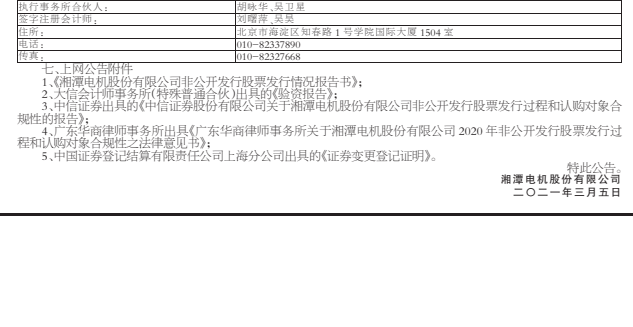 执行事务所合伙人： 胡咏华、吴卫星
签字注册会计师： 刘曙萍、吴昊
住所： 北京市海淀区知春路 1 号学院国际大厦 1504 室
电话： 010-82337890
传真： 010-82327668
七、上网公告附件
1、《湘潭电机股份有限公司非公开发行股票发行情况报告书》；
2、大信会计师事务所（特殊普通合伙）出具的《验资报告》；
3、中信证券出具的《中信证券股份有限公司关于湘潭电机股份有限公司非公开发行股票发行过程和认购对象合
规性的报告》；
4、广东华商律师事务所出具《广东华商律师事务所关于湘潭电机股份有限公司 2020 年非公开发行股票发行过
程和认购对象合规性之法律意见书》；
5、中国证券登记结算有限责任公司上海分公司出具的《证券变更登记证明》。
特此公告。
湘潭电机股份有限公司
二〇二一年三月五日